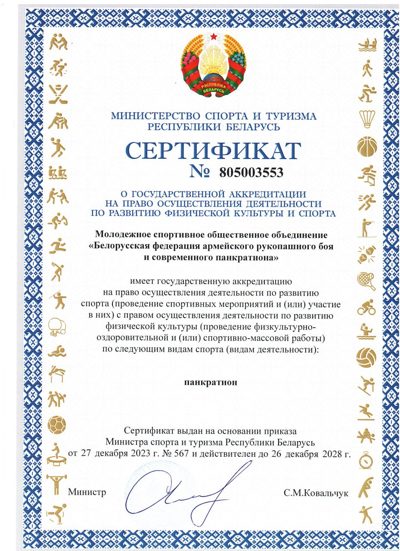 МИНИСТЕРСТВО СПОРТА И ТУРИЗМА
РЕСПУБЛИКИ БЕЛАРУСЬ
СЕРТИФИКАТ
№ 805003553
О ГОСУДАРСТВЕННОЙ АККРЕДИТАЦИИ
НА ПРАВО ОСУЩЕСТВЛЕНИЯ ДЕЯТЕЛЬНОСТИ
ПО РАЗВИТИЮ ФИЗИЧЕСКОЙ КУЛЬТУРЫ И СПОРТА
Молодежное спортивное общественное объединение
«Белорусская федерация армейского рукопашного боя
и современного панкратиона»
имеет государственную аккредитацию
на право осуществления деятельности по развитию
спорта (проведение спортивных мероприятий и (или) участие
в них) с правом осуществления деятельности по развитию
физической культуры (проведение физкультурно-
оздоровительной и (или) спортивно-массовой работы)
по следующим видам спорта (видам деятельности):
панкратион
Сертификат выдан на основании приказа
Министра спорта и туризма Республики Беларусь
от 27 декабря 2023 г. № 567 и действителен до 26 декабря 2028 г.
Министр С.М.Ковальчук